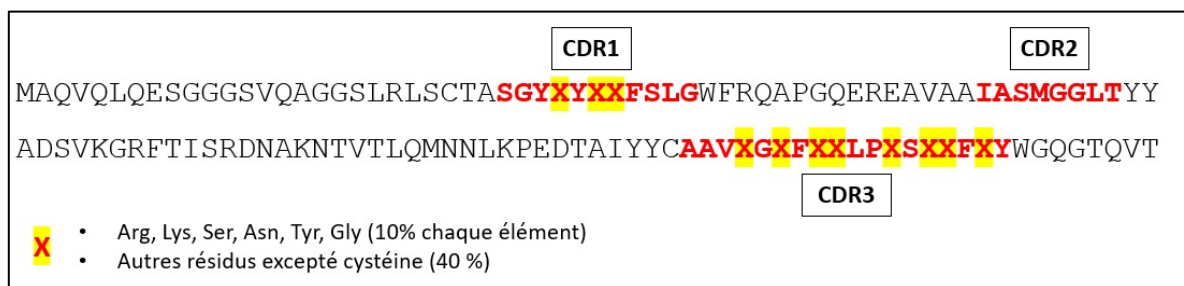 CDR1 CDR2
MAQVQLQESGGGSVQAGGSLRLSCTASGYXYXXFSLGWFRQAPGQEREAVAAIASMGGLTYY
ADSVKGRFTISRDNAKNTVTLQMNNLKPEDTAIYYCAAVXGXFXXLPXSXXFXYWGQGTQVT
CDR3
X
• Arg, Lys, Ser, Asn, Tyr, Gly (10% chaque élément)
• Autres résidus excepté cystéine (40 %)